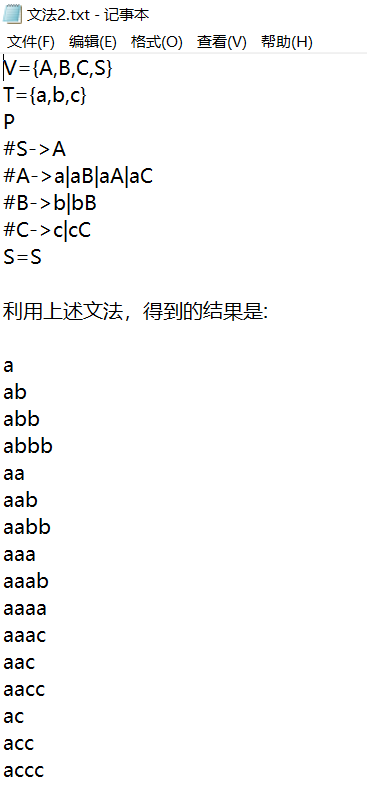 文法2.txt - 记事本
文件(F) 编辑(E) 格式(O) 查看(V) 帮助(H)
V={A,B,C,S}
T={a,b,c}
P
#S->A
#A->a|aB|aA|aC
#B->b|bB
#C->c|cC
S=S
利用上述文法，得到的结果是:
a
ab
abb
abbb
aa
aab
aabb
aaa
aaab
aaaa
aaac
aac
aacc
ac
acc
accc